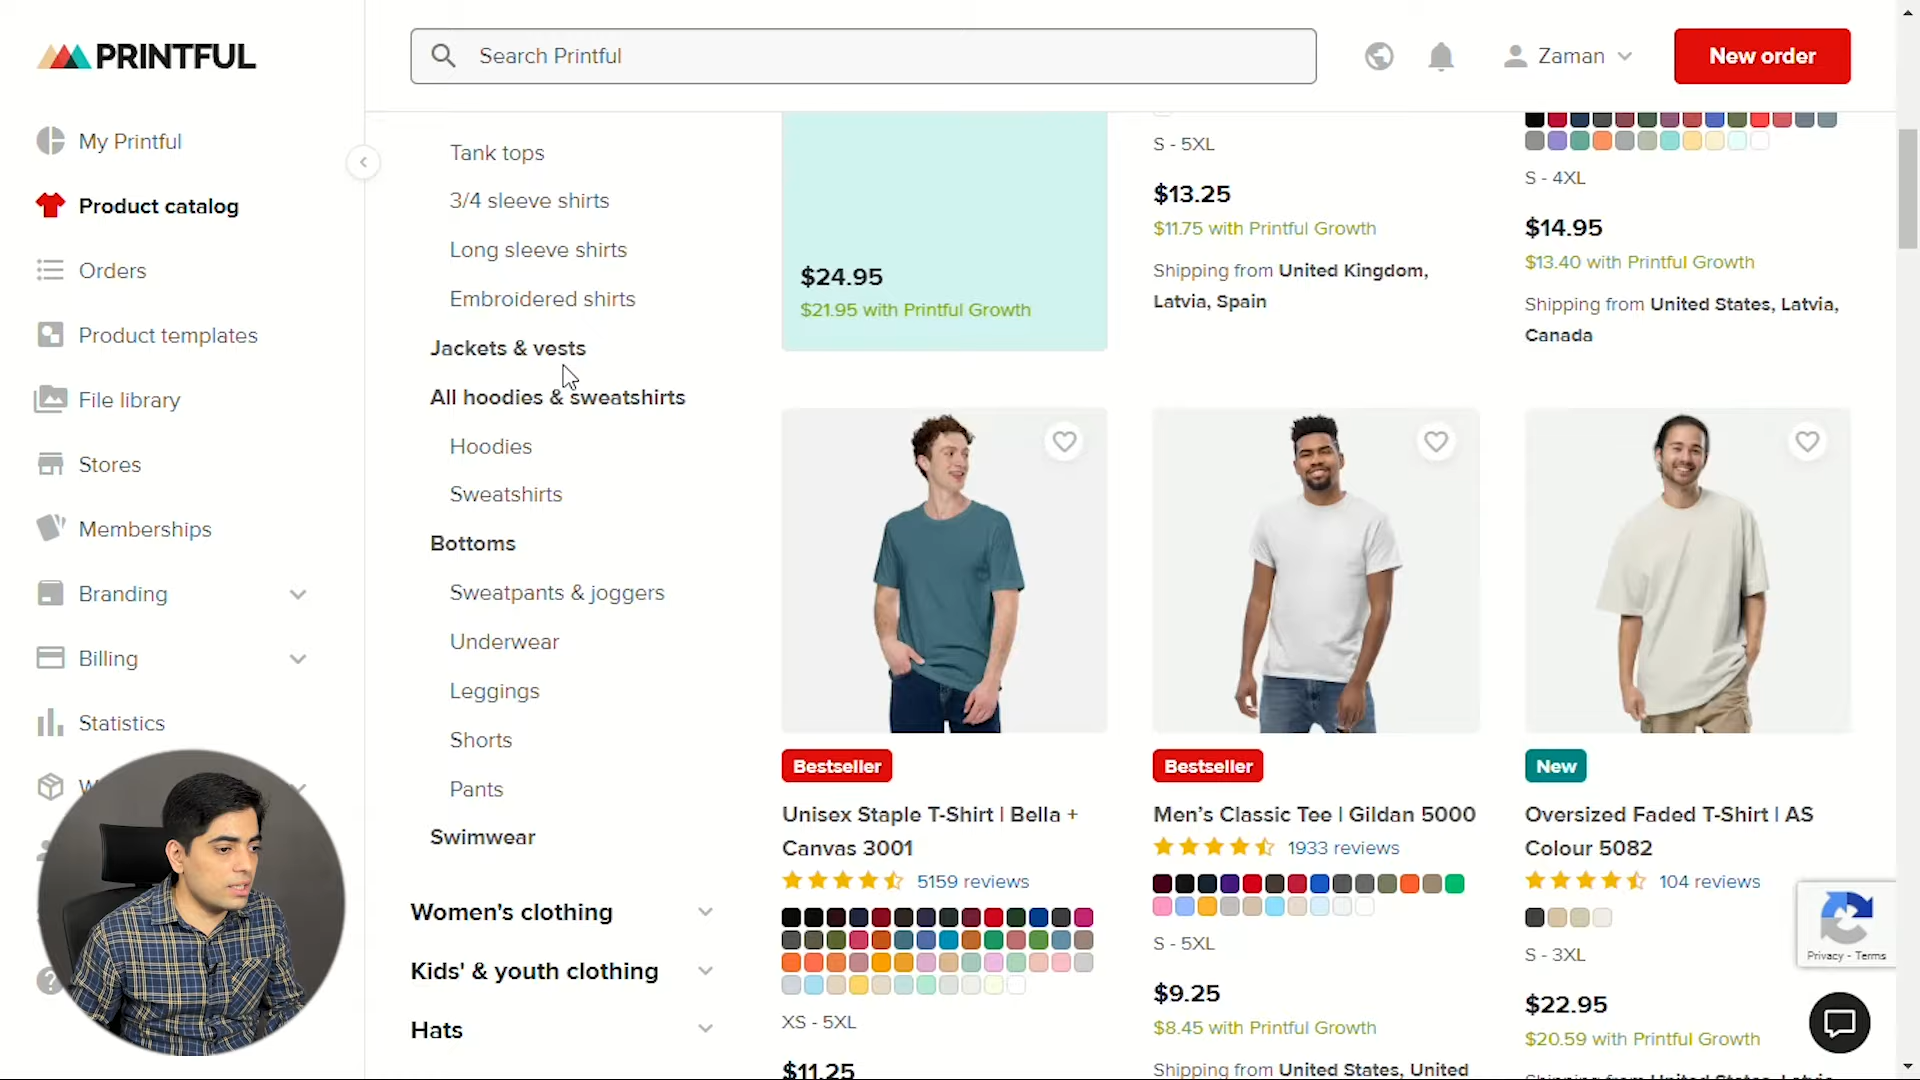 PRINTFUL
Search Printful
Zaman
New order
My Printful
Product catalog
Orders
Product templates
File library
Stores
Memberships
Branding
Billing
Statistics
W
Tank tops
3/4 sleeve shirts
Long sleeve shirts
Embroidered shirts
Jackets & vests
All hoodies & sweatshirts
Hoodies
Sweatshirts
Bottoms
Sweatpants & joggers
Underwear
Leggings
Shorts
Pants
Swimwear
Women's clothing
Kids' & youth clothing
Hats
$24.95
$21.95 with Printful Growth
S - 5XL
$13.25
$11.75 with Printful Growth
Shipping from United Kingdom,
Latvia, Spain
S - 4XL
$14.95
$13.40 with Printful Growth
Shipping from United States, Latvia,
Canada
Bestseller
Unisex Staple T-Shirt | Bella +
Canvas 3001
5159 reviews
XS - 5XL
$11.25
Bestseller
Men’s Classic Tee | Gildan 5000
1933 reviews
S - 5XL
$9.25
$8.45 with Printful Growth
Shipping from United States, United
New
Oversized Faded T-Shirt | AS
Colour 5082
104 reviews
S - 3XL
$22.95
$20.59 with Printful Growth
Shipping from United States, Latvia,
Privacy - Terms